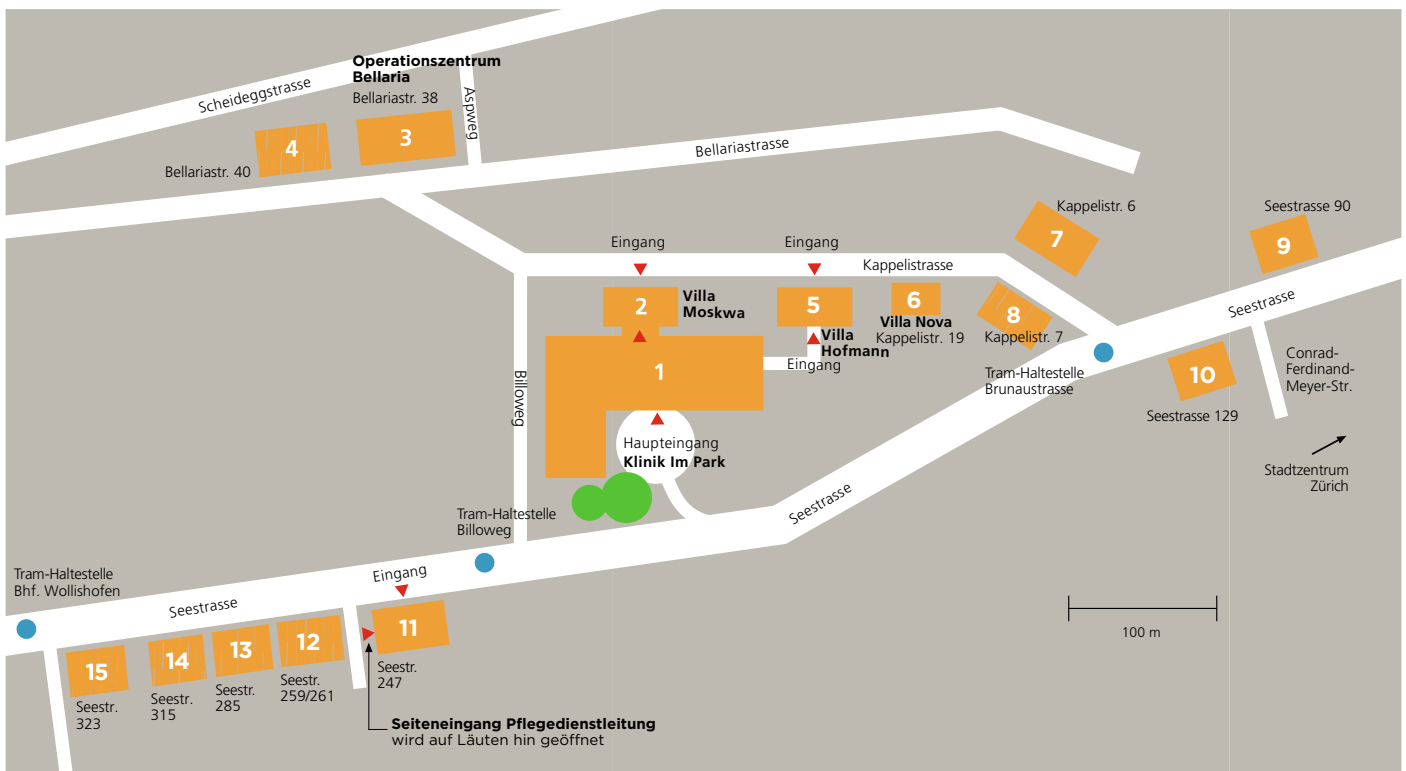 Operationszentrum
Bellaria
Bellariastr. 38
Scheideggstrasse
Aspweg
3
4
Bellariastr. 40
Bellariastrasse
Kappelistr. 6
7
Seestrasse 90
9
Eingang
Eingang
Kappelistrasse
2
Villa
Moskwa
5
6
Villa Nova
Kappelistr. 19
8
Kappelistr. 7
Villa
Hofmann
Eingang
1
Billoweg
Seestrasse
Tram-Haltestelle
Brunaustrasse
10
Seestrasse 129
Conrad-
Ferdinand-
Meyer-Str.
Stadtzentrum
Zürich
Haupteingang
Klinik Im Park
Seestrasse
Tram-Haltestelle
Billoweg
Tram-Haltestelle
Bhf. Wollishofen
Eingang
Seestrasse
100 m
11
Seestr.
247
12
Seestr.
259/261
13
Seestr.
285
14
Seestr.
315
15
Seestr.
323
Seiteneingang Pflegedienstleitung
wird auf Läuten hin geöffnet